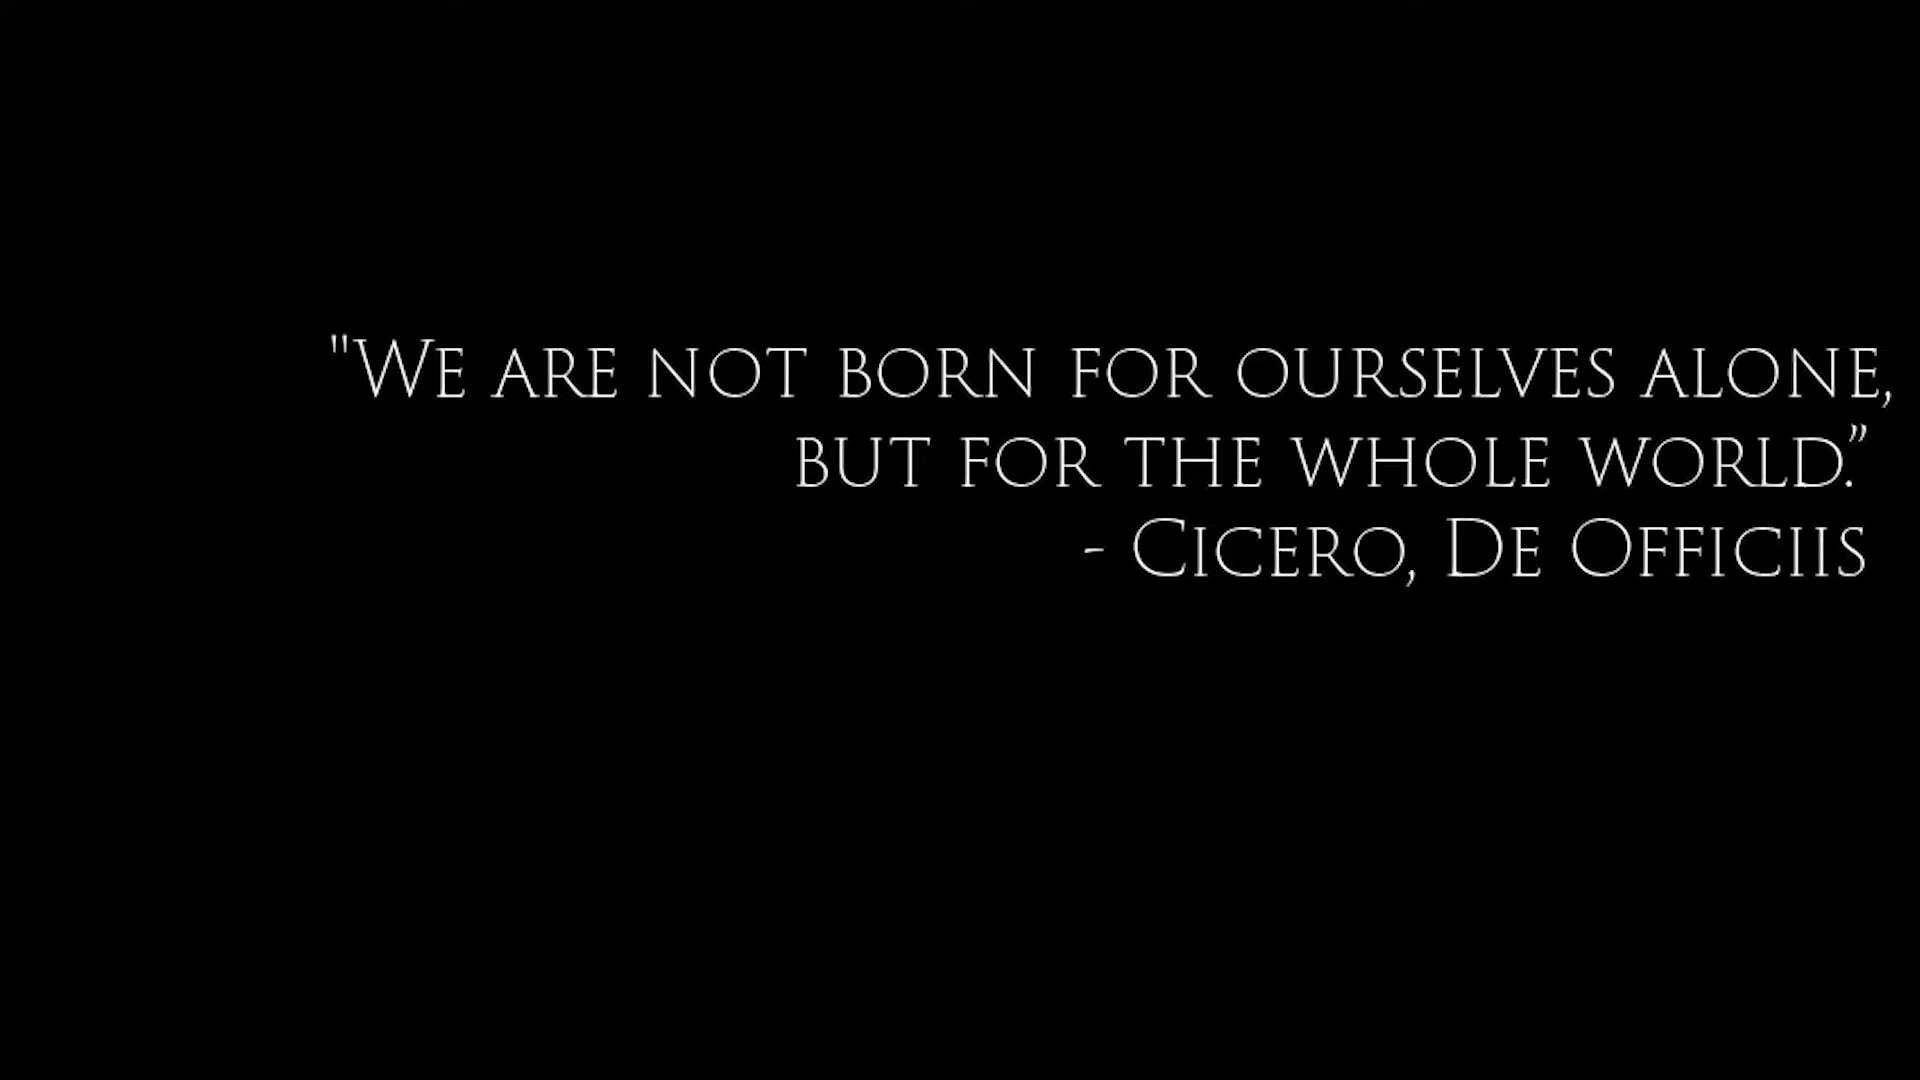 "We are not born for ourselves alone,
but for the whole world.”
- Cicero, De Officiis